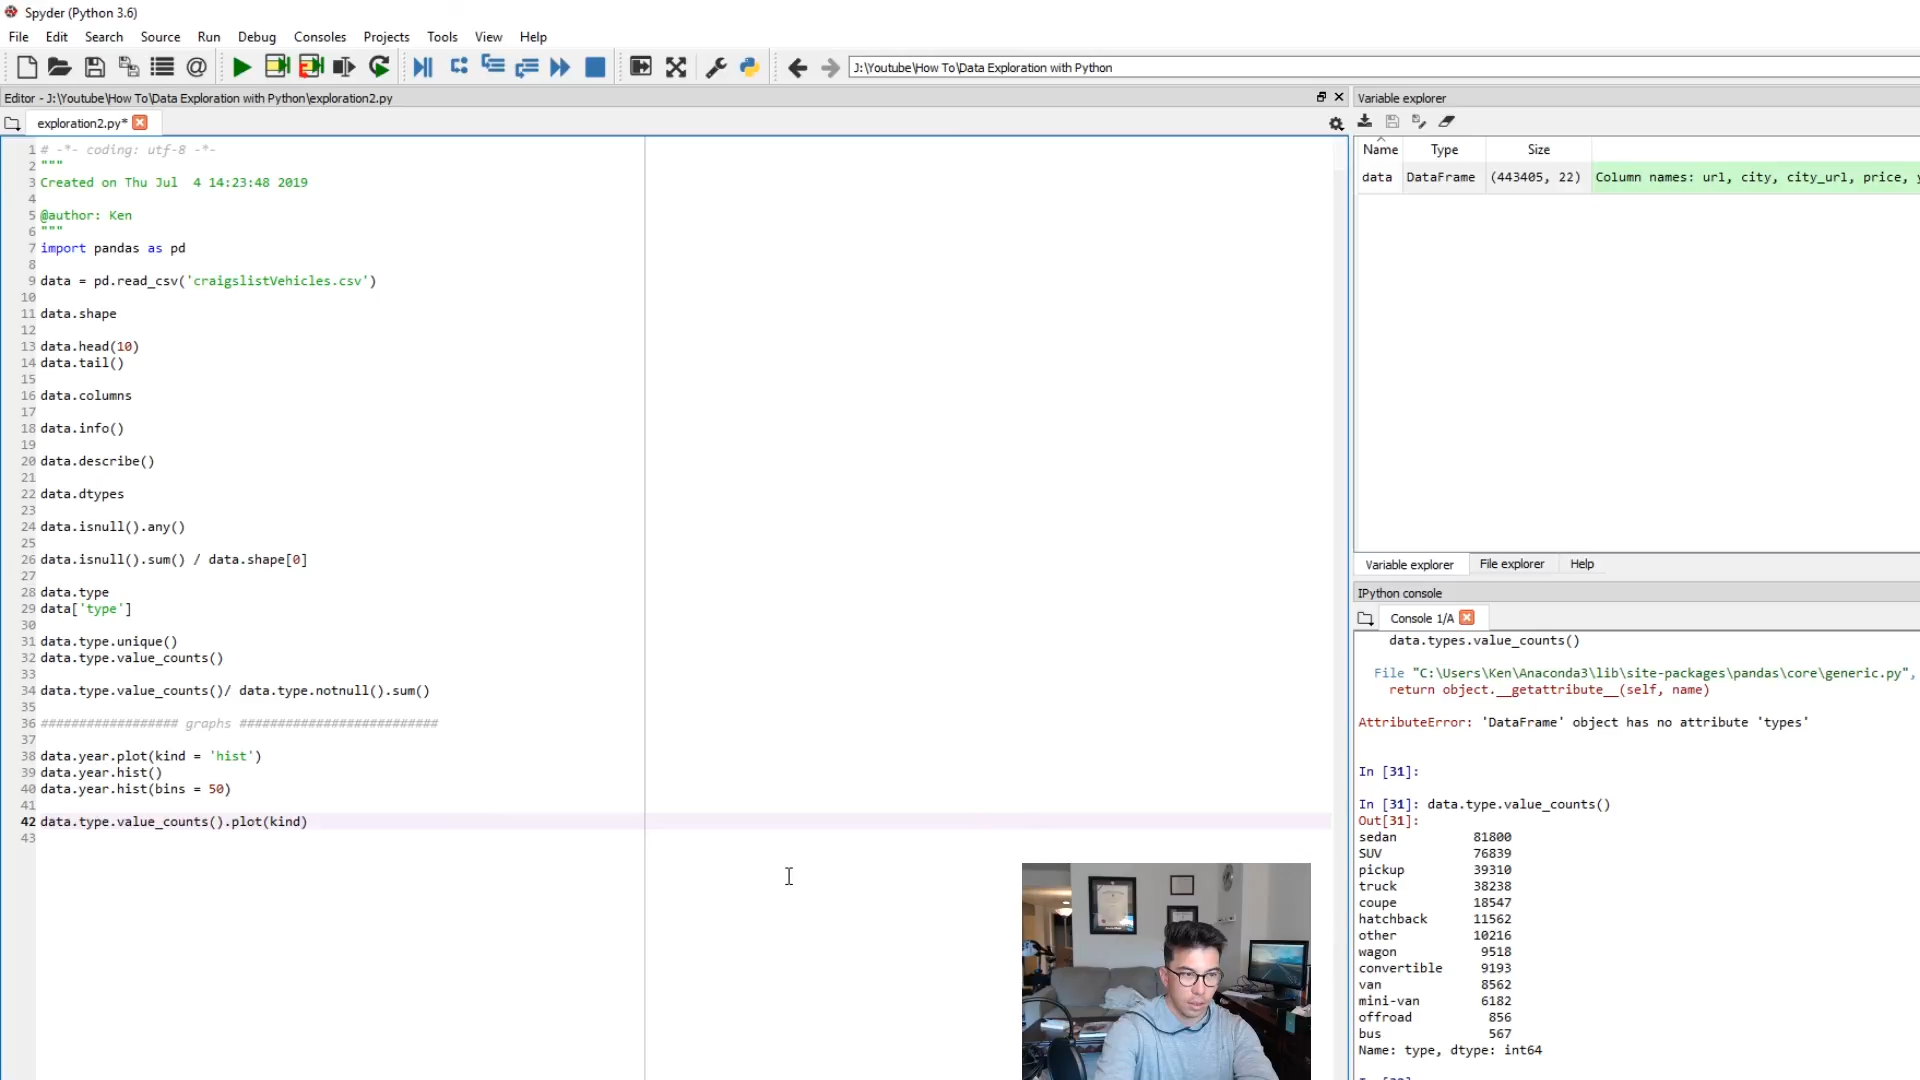 Spyder (Python 3.6)
File Edit Search Source Run Debug Consoles Projects Tools View Help
J:\Youtube\How To\Data Exploration with Python
Editor - J:\Youtube\How To\Data Exploration with Python\exploration2.py
exploration2.py*
1 # -*- coding: utf-8 -*-
2 """
3 Created on Thu Jul  4 14:23:48 2019
4
5 @author: Ken
6 """
7 import pandas as pd
8
9 data = pd.read_csv('craigslistVehicles.csv')
10
11 data.shape
12
13 data.head(10)
14 data.tail()
15
16 data.columns
17
18 data.info()
19
20 data.describe()
21
22 data.dtypes
23
24 data.isnull().any()
25
26 data.isnull().sum() / data.shape[0]
27
28 data.type
29 data['type']
30
31 data.type.unique()
32 data.type.value_counts()
33
34 data.type.value_counts()/ data.type.notnull().sum()
35
36 ################## graphs ##########################
37
38 data.year.plot(kind = 'hist')
39 data.year.hist()
40 data.year.hist(bins = 50)
41
42 data.type.value_counts().plot(kind)
43
Variable explorer
Name Type Size
data DataFrame (443405, 22) Column names: url, city, city_url, price, y
Variable explorer File explorer Help
IPython console
Console 1/A
data.types.value_counts()
File "C:\Users\Ken\Anaconda3\lib\site-packages\pandas\core\generic.py",
return object.__getattribute__(self, name)
AttributeError: 'DataFrame' object has no attribute 'types'
In [31]:
In [31]: data.type.value_counts()
Out[31]:
sedan 81800
SUV 76839
pickup 39310
truck 38238
coupe 18547
hatchback 11562
other 10216
wagon 9518
convertible 9193
van 8562
mini-van 6182
offroad 856
bus 567
Name: type, dtype: int64